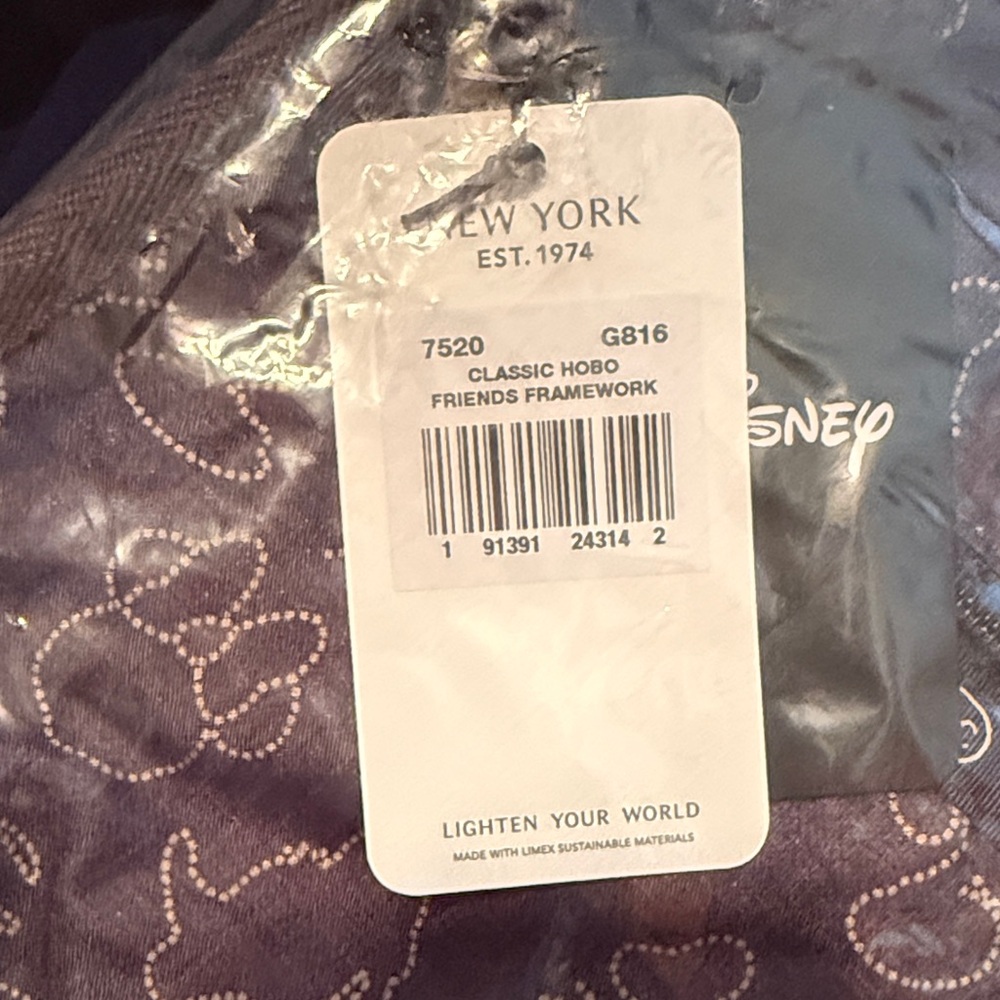 NEW YORK
EST. 1974
7520 G816
CLASSIC HOBO
FRIENDS FRAMEWORK
1 91391 24314 2
SNEY
LIGHTEN YOUR WORLD
MADE WITH LIMEX SUSTAINABLE MATERIALS